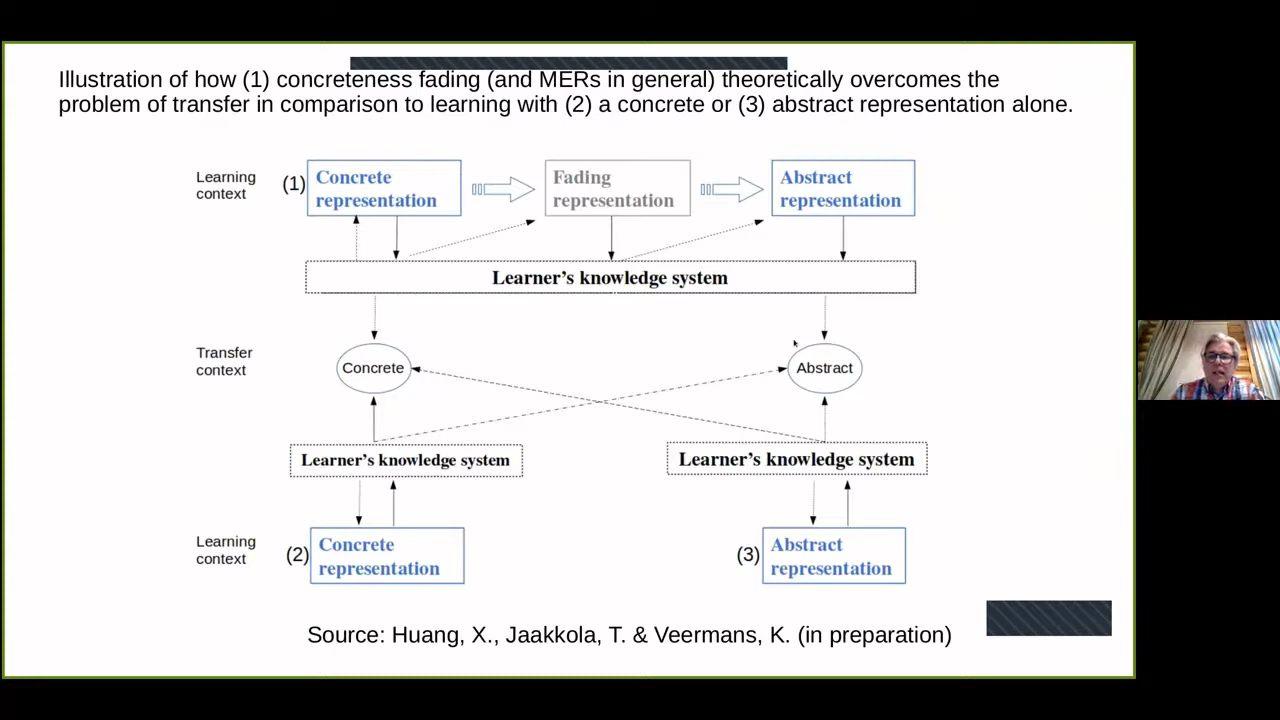 Illustration of how (1) concreteness fading (and MERs in general) theoretically overcomes the
problem of transfer in comparison to learning with (2) a concrete or (3) abstract representation alone.
Learning
context
(1)
Concrete
representation
Fading
representation
Abstract
representation
Learner’s knowledge system
Transfer
context
Concrete
Abstract
Learner’s knowledge system
Learner’s knowledge system
Learning
context
(2)
Concrete
representation
(3)
Abstract
representation
Source: Huang, X., Jaakkola, T. & Veermans, K. (in preparation)